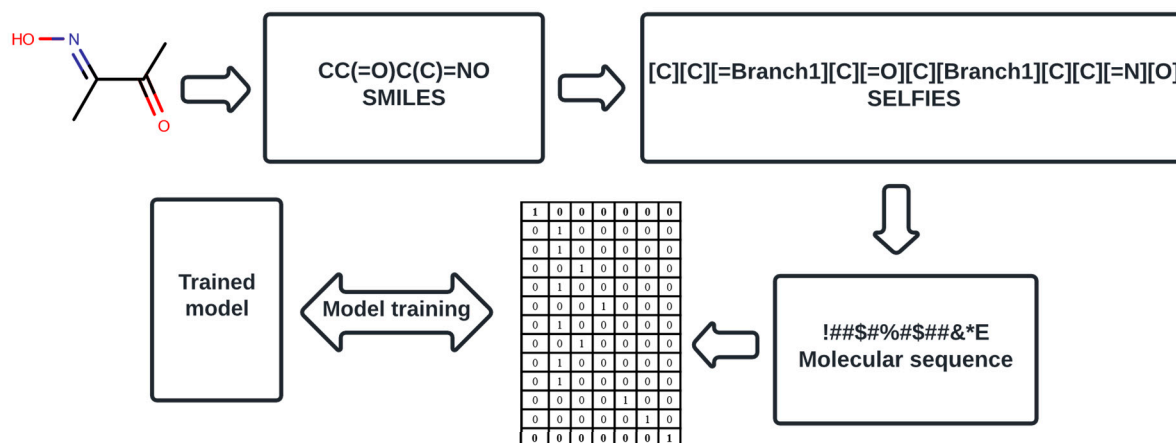 HO
N
O
CC(=O)C(C)=NO
SMILES
[C][C][=Branch1][C][=O][C][Branch1][C][C][=N][O]
SELFIES
Trained
model
Model training
1 0 0 0 0 0 0
0 1 0 0 0 0 0
0 1 0 0 0 0 0
0 0 1 0 0 0 0
0 1 0 0 0 0 0
0 0 0 1 0 0 0
0 1 0 0 0 0 0
0 0 1 0 0 0 0
0 1 0 0 0 0 0
0 1 0 0 0 0 0
0 0 0 0 1 0 0
0 0 0 0 0 1 0
0 0 0 0 0 0 1
!##$#%#$##&*E
Molecular sequence